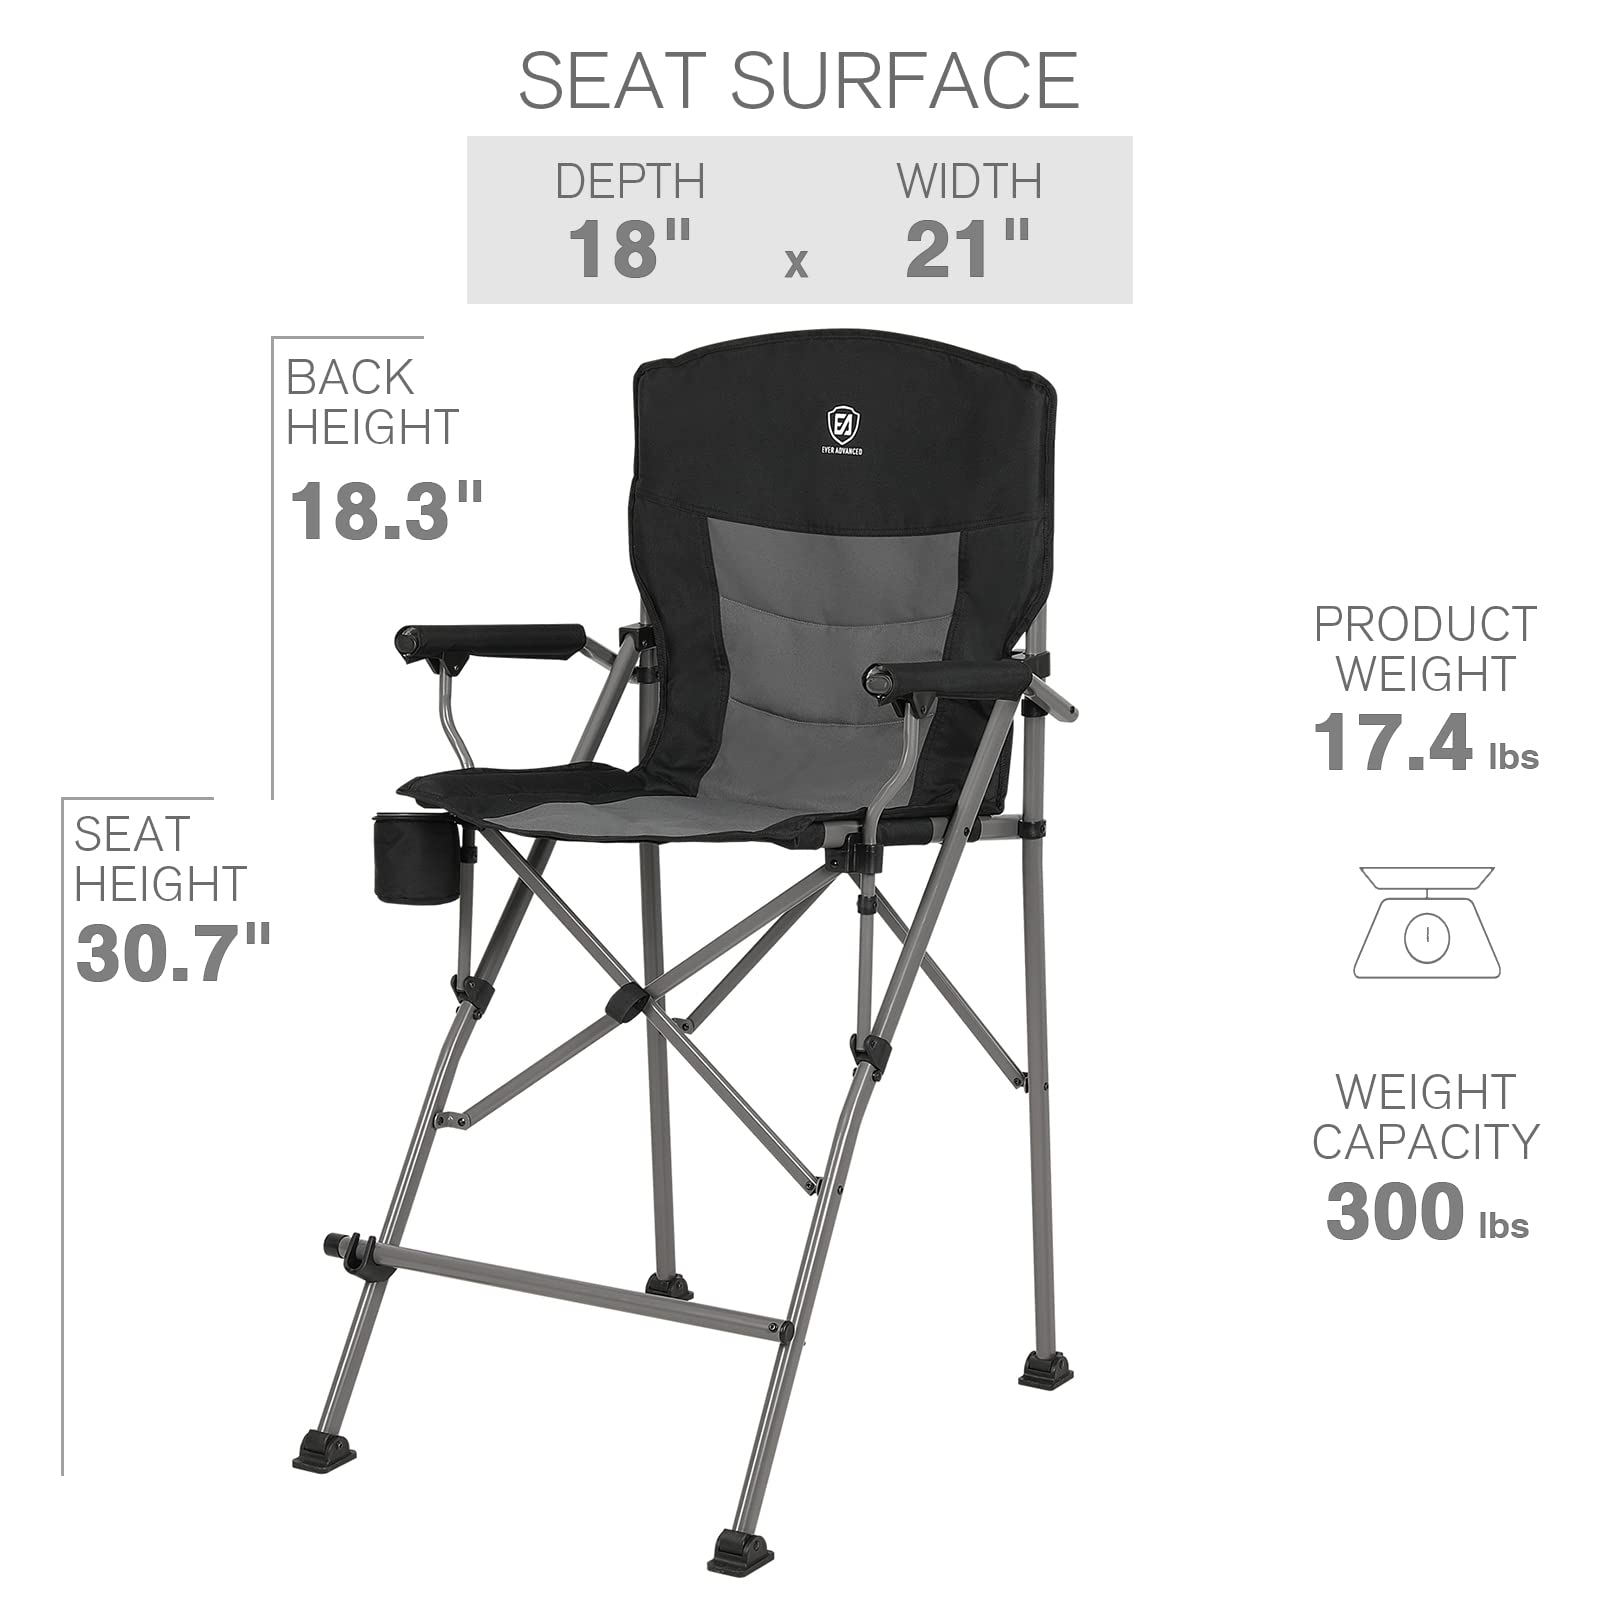 SEAT SURFACE
DEPTH
18"
x
WIDTH
21"
BACK
HEIGHT
18.3"
EA
EVER ADVANCED
SEAT
HEIGHT
30.7"
PRODUCT
WEIGHT
17.4 lbs
WEIGHT
CAPACITY
300 lbs